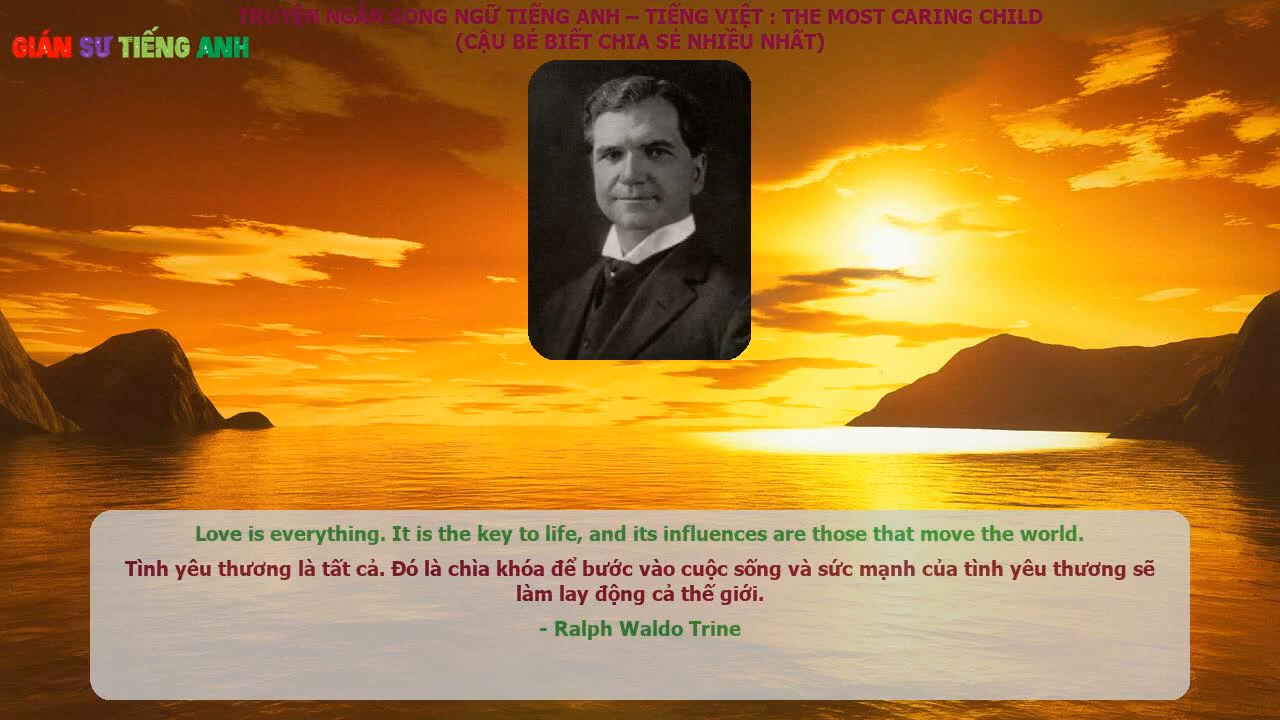 TRUYỆN NGẮN SONG NGỮ TIẾNG ANH – TIẾNG VIỆT : THE MOST CARING CHILD
(CẬU BÉ BIẾT CHIA SẺ NHIỀU NHẤT)
GIÁN SƯ TIẾNG ANH
Love is everything. It is the key to life, and its influences are those that move the world.
Tình yêu thương là tất cả. Đó là chìa khóa để bước vào cuộc sống và sức mạnh của tình yêu thương sẽ
làm lay động cả thế giới.
- Ralph Waldo Trine